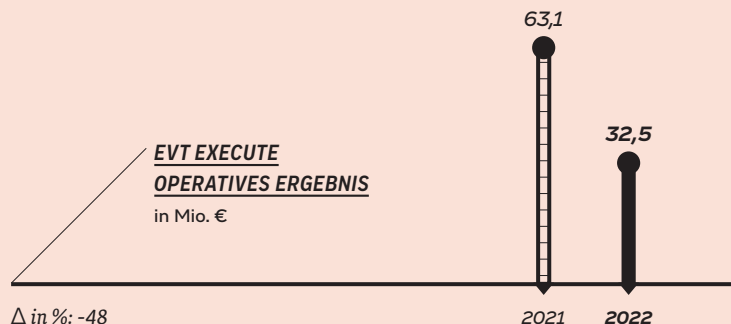 63,1
32,5
EVT EXECUTE
OPERATIVES ERGEBNIS
in Mio. €
Δ in %: -48
2021
2022